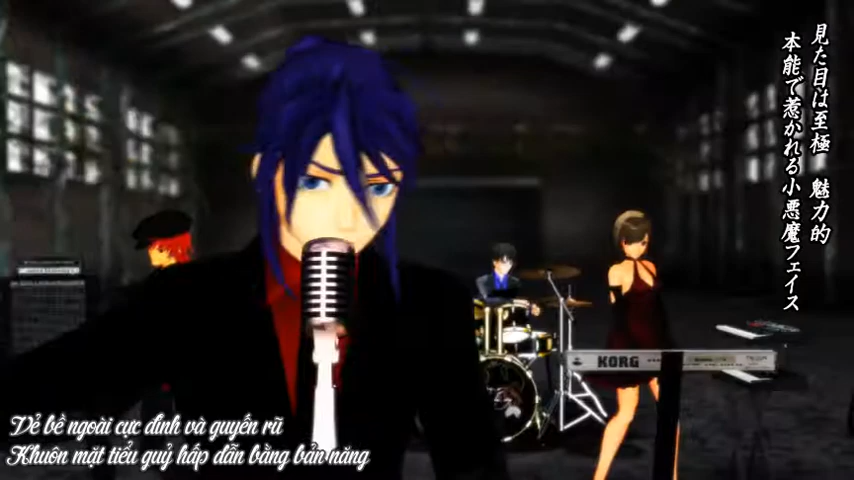 見た目は至極 魅力的
本能で惹かれる小悪魔フェイス
KORG
Vẻ bề ngoài cực đỉnh và quyến rũ
Khuôn mặt tiểu quỷ hấp dẫn bằng bản năng